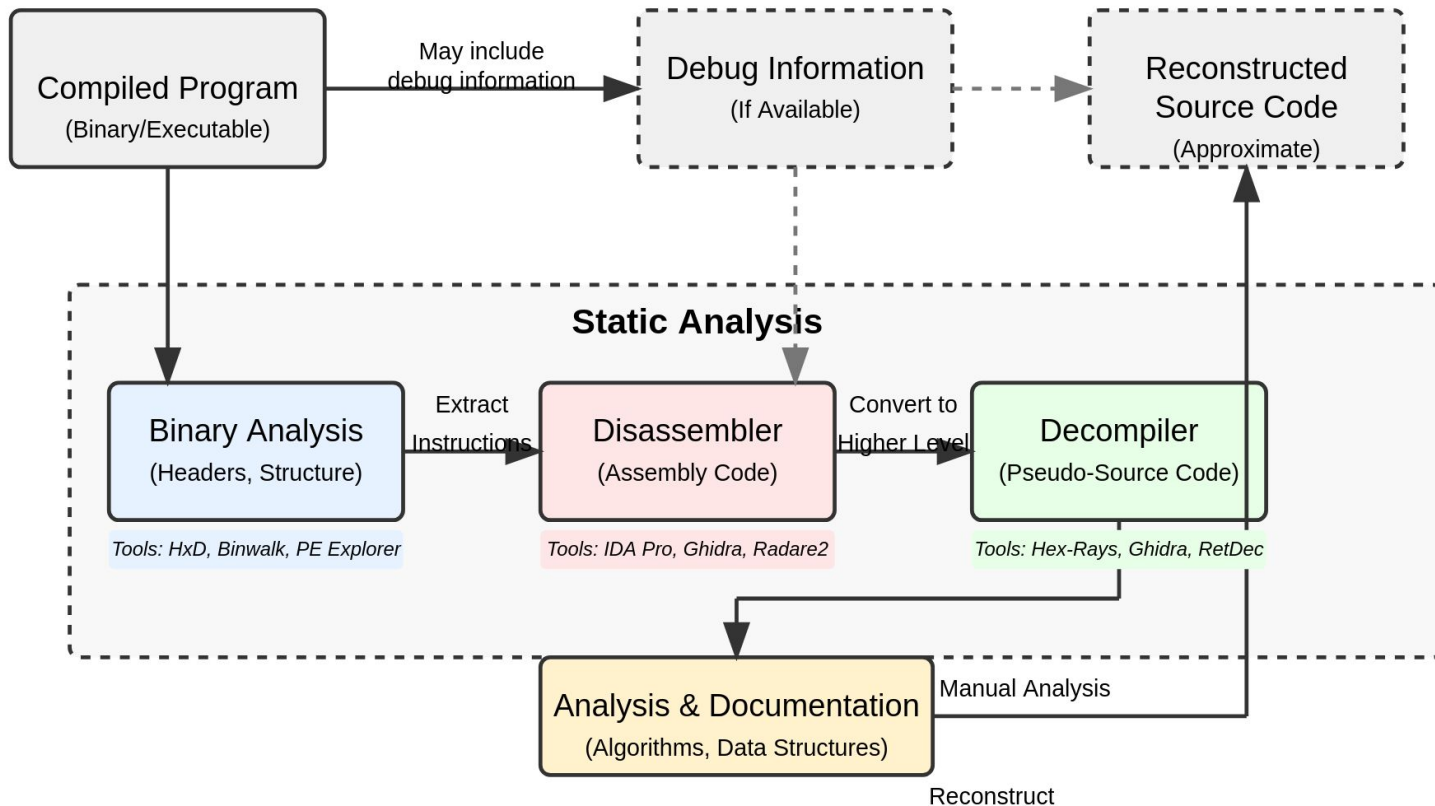 Compiled Program
(Binary/Executable)
May include
debug information
Debug Information
(If Available)
Reconstructed
Source Code
(Approximate)
Static Analysis
Binary Analysis
(Headers, Structure)
Tools: HxD, Binwalk, PE Explorer
Extract
Instructions
Disassembler
(Assembly Code)
Tools: IDA Pro, Ghidra, Radare2
Convert to
Higher Level
Decompiler
(Pseudo-Source Code)
Tools: Hex-Rays, Ghidra, RetDec
Analysis & Documentation
(Algorithms, Data Structures)
Manual Analysis
Reconstruct